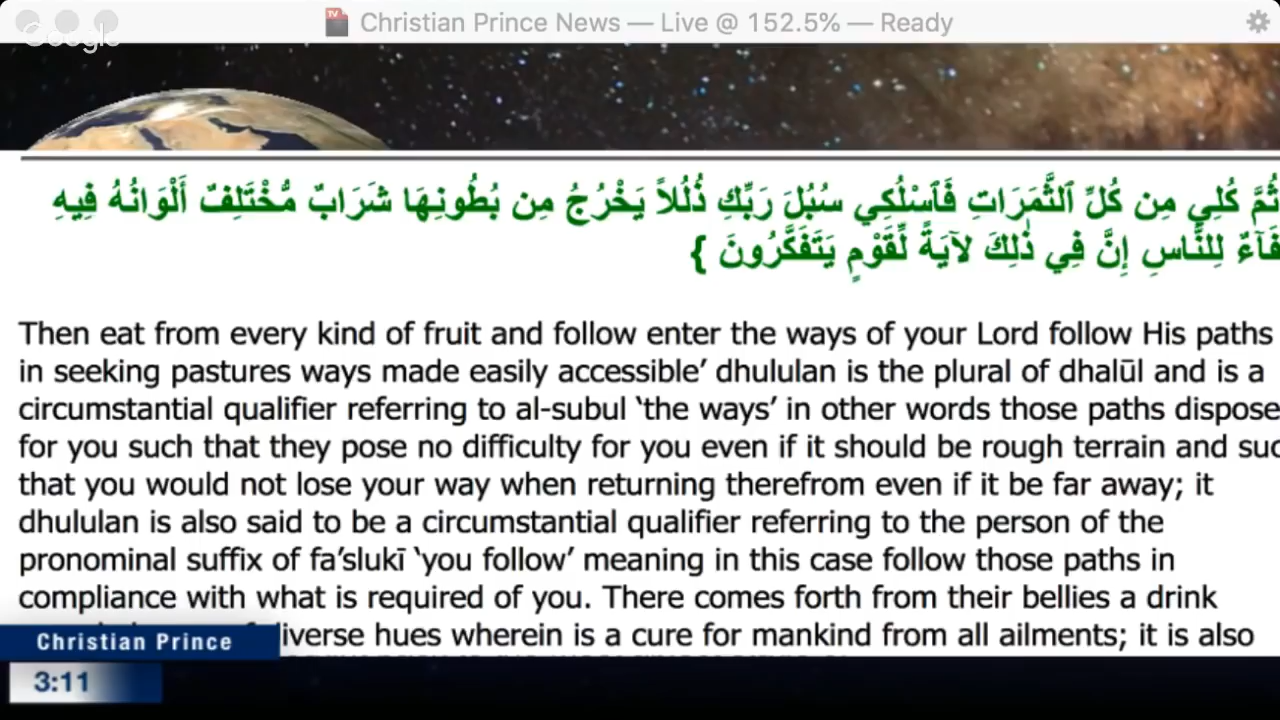 Google
TV
Christian Prince News — Live @ 152.5% — Ready
ثُمَّ كُلِي مِن كُلِّ ٱلثَّمَرَاتِ فَٱسْلُكِي سُبُلَ رَبِّكِ ذُلُلاً يَخْرُجُ مِن بُطُونِهَا شَرَابٌ مُّخْتَلِفٌ أَلْوَانُهُ فِيهِ
فَآءٌ لِلنَّاسِ إِنَّ فِي ذٰلِكَ لآيَةً لِّقَوْمٍ يَتَفَكَّرُونَ }
Then eat from every kind of fruit and follow enter the ways of your Lord follow His paths
in seeking pastures ways made easily accessible’ dhululan is the plural of dhalūl and is a
circumstantial qualifier referring to al-subul ‘the ways’ in other words those paths dispose
for you such that they pose no difficulty for you even if it should be rough terrain and suc
that you would not lose your way when returning therefrom even if it be far away; it
dhululan is also said to be a circumstantial qualifier referring to the person of the
pronominal suffix of fa’slukī ‘you follow’ meaning in this case follow those paths in
compliance with what is required of you. There comes forth from their bellies a drink
diverse hues wherein is a cure for mankind from all ailments; it is also
Christian Prince
3:11